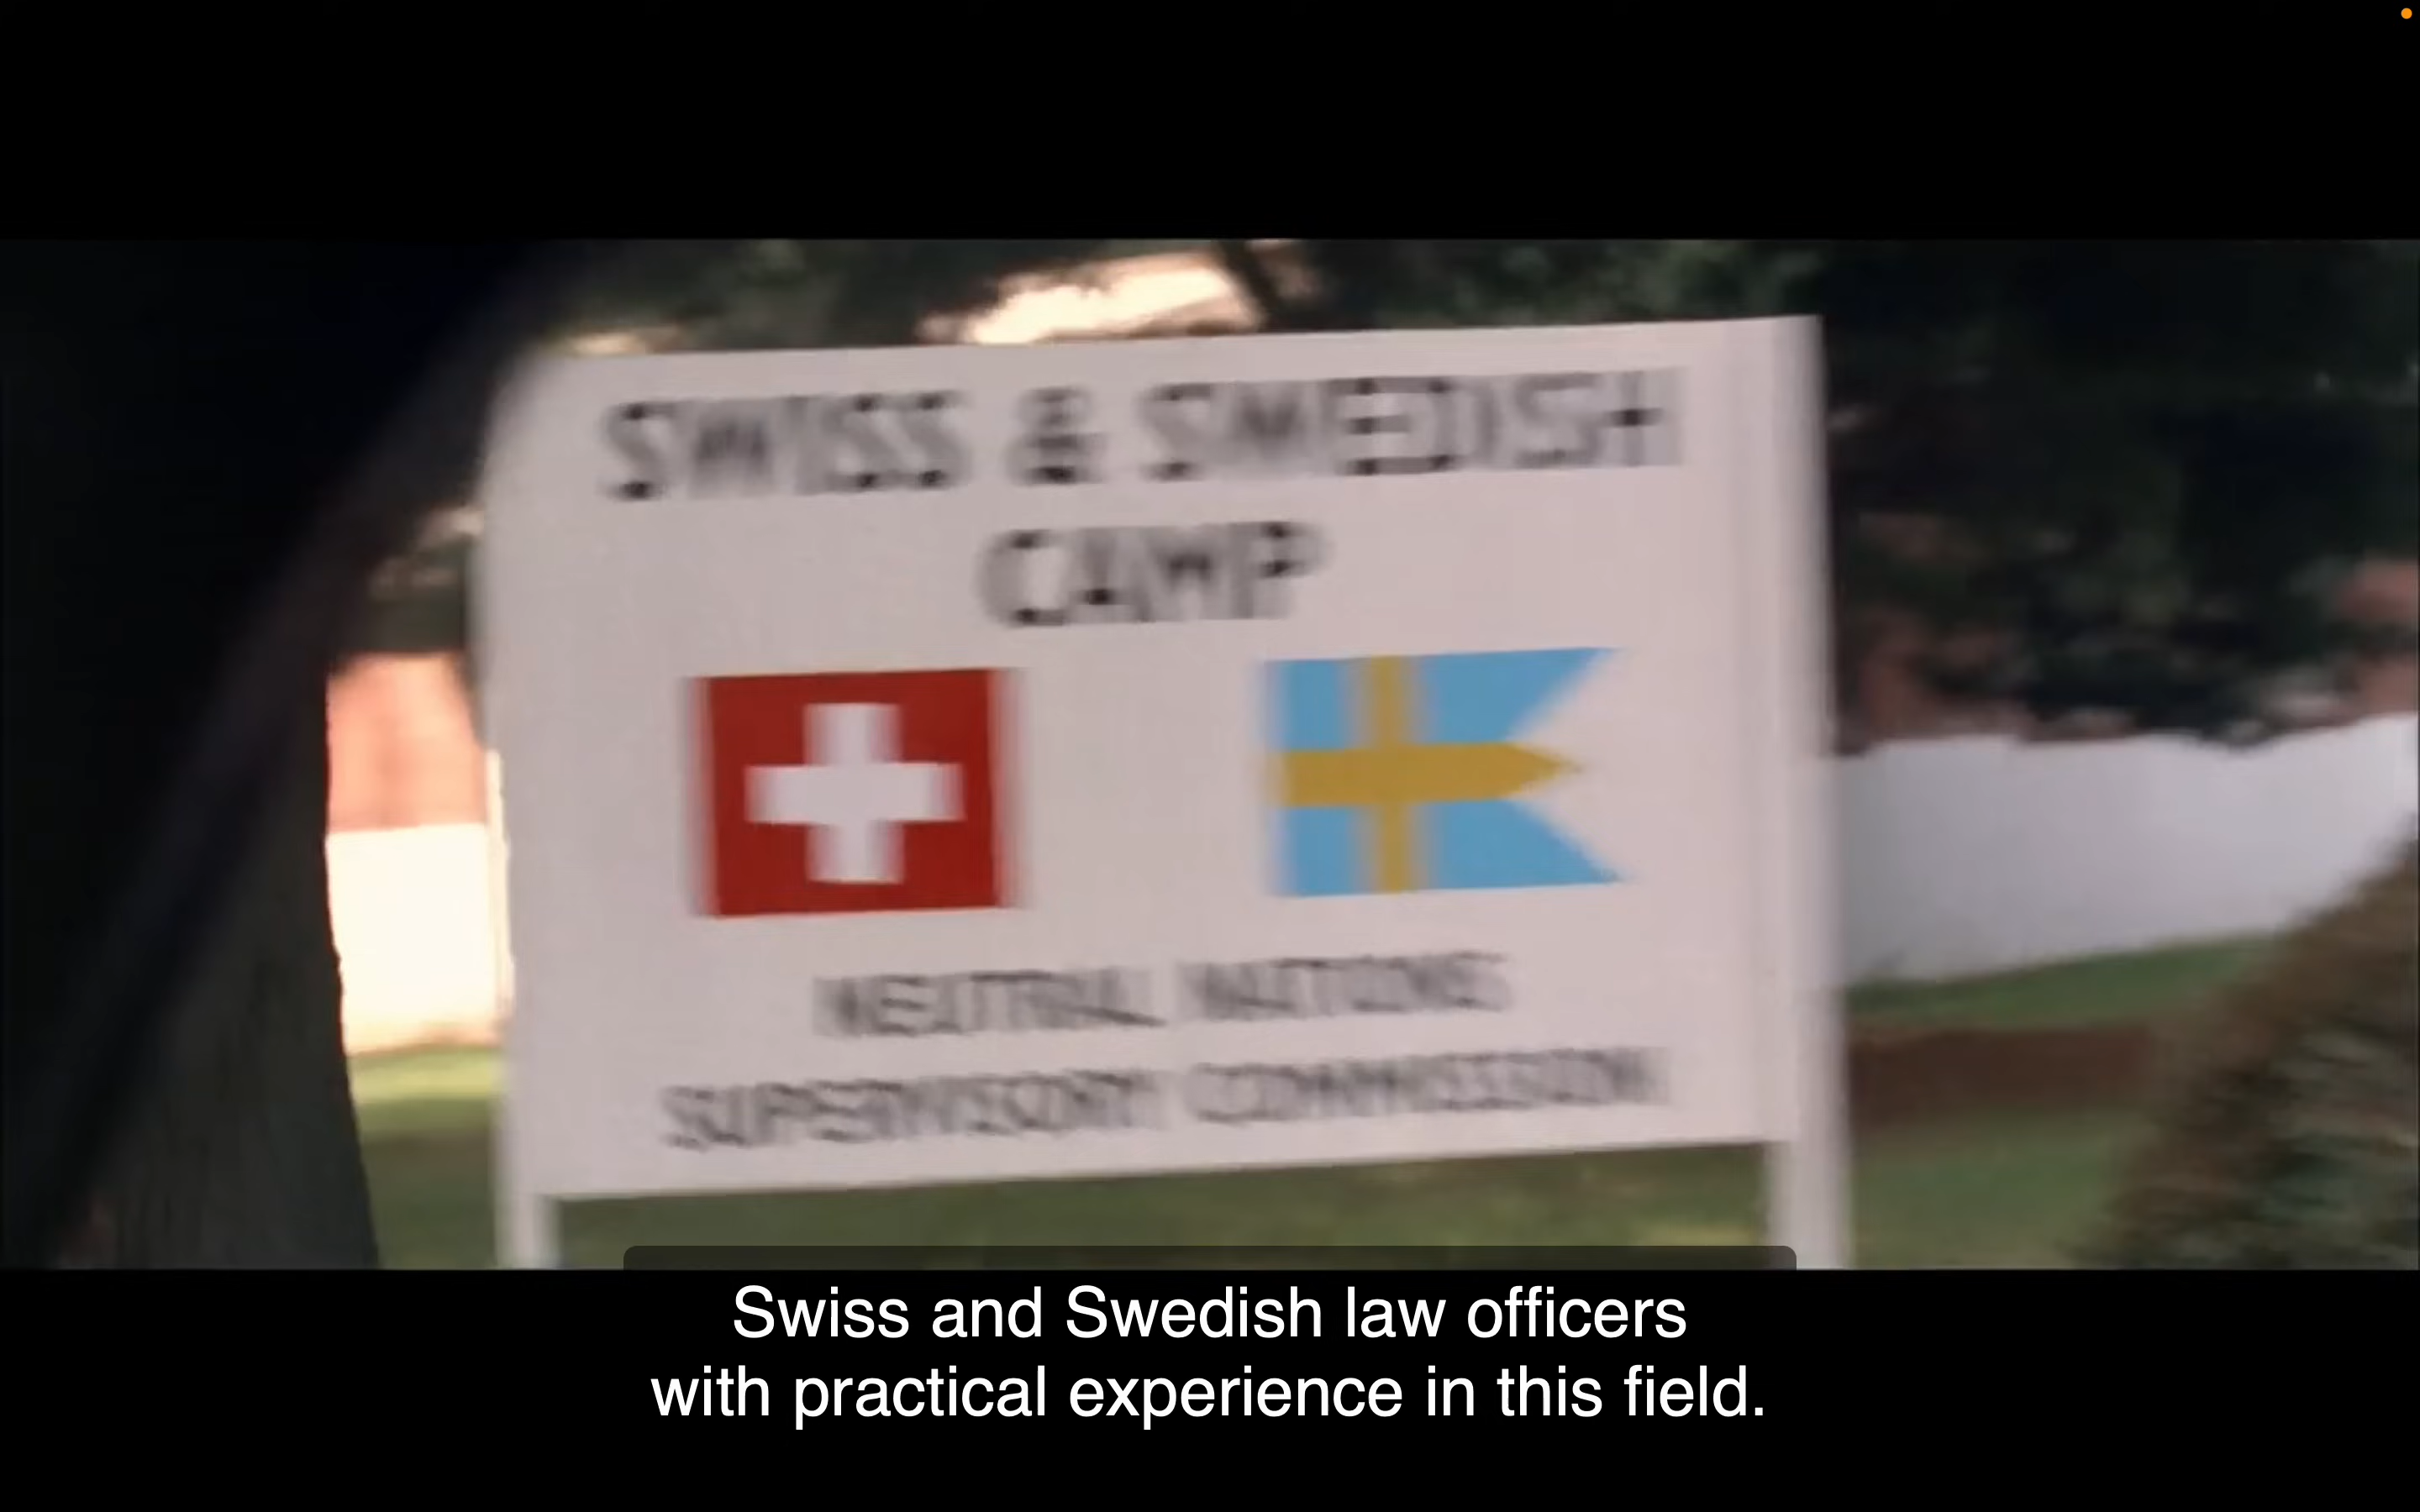 SWISS & SWEDISH
CAMP
NEUTRAL NATIONS
SUPERVISORY COMMISSION
Swiss and Swedish law officers
with practical experience in this field.